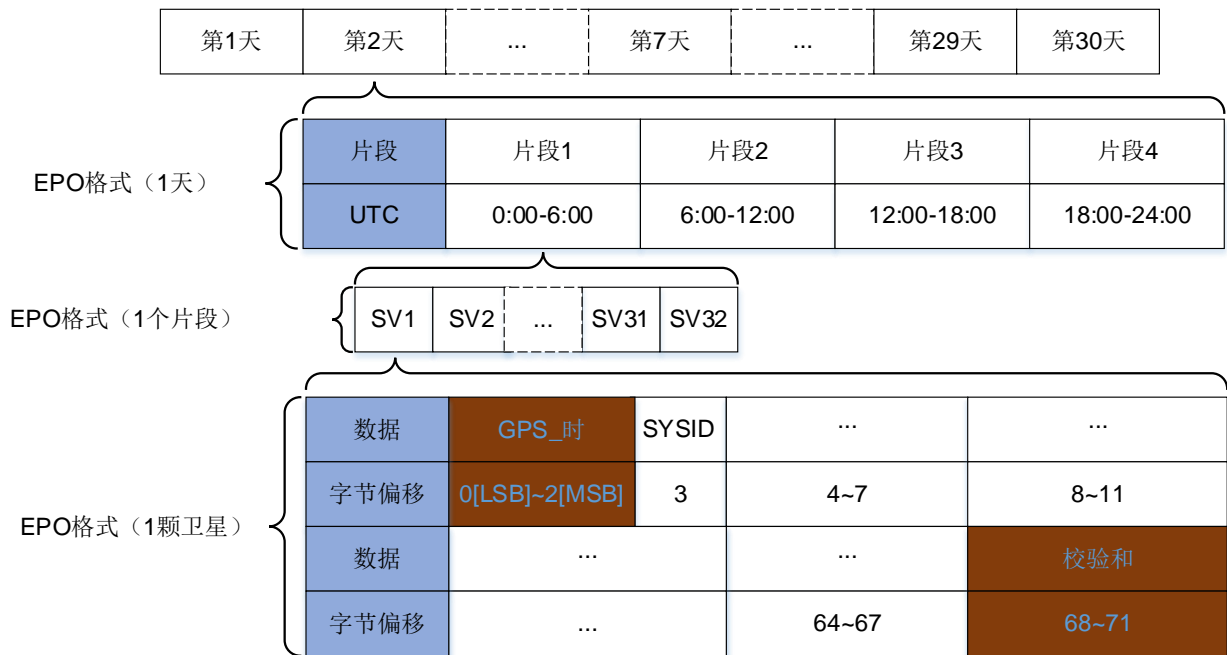 第1天 第2天 ... 第7天 ... 第29天 第30天
EPO格式（1天）
片段 片段1 片段2 片段3 片段4
UTC 0:00-6:00 6:00-12:00 12:00-18:00 18:00-24:00
EPO格式（1个片段）
SV1 SV2 ... SV31 SV32
EPO格式（1颗卫星）
数据 GPS_时 SYSID ... ...
字节偏移 0[LSB]~2[MSB] 3 4~7 8~11
数据 ... ... 校验和
字节偏移 ... 64~67 68~71